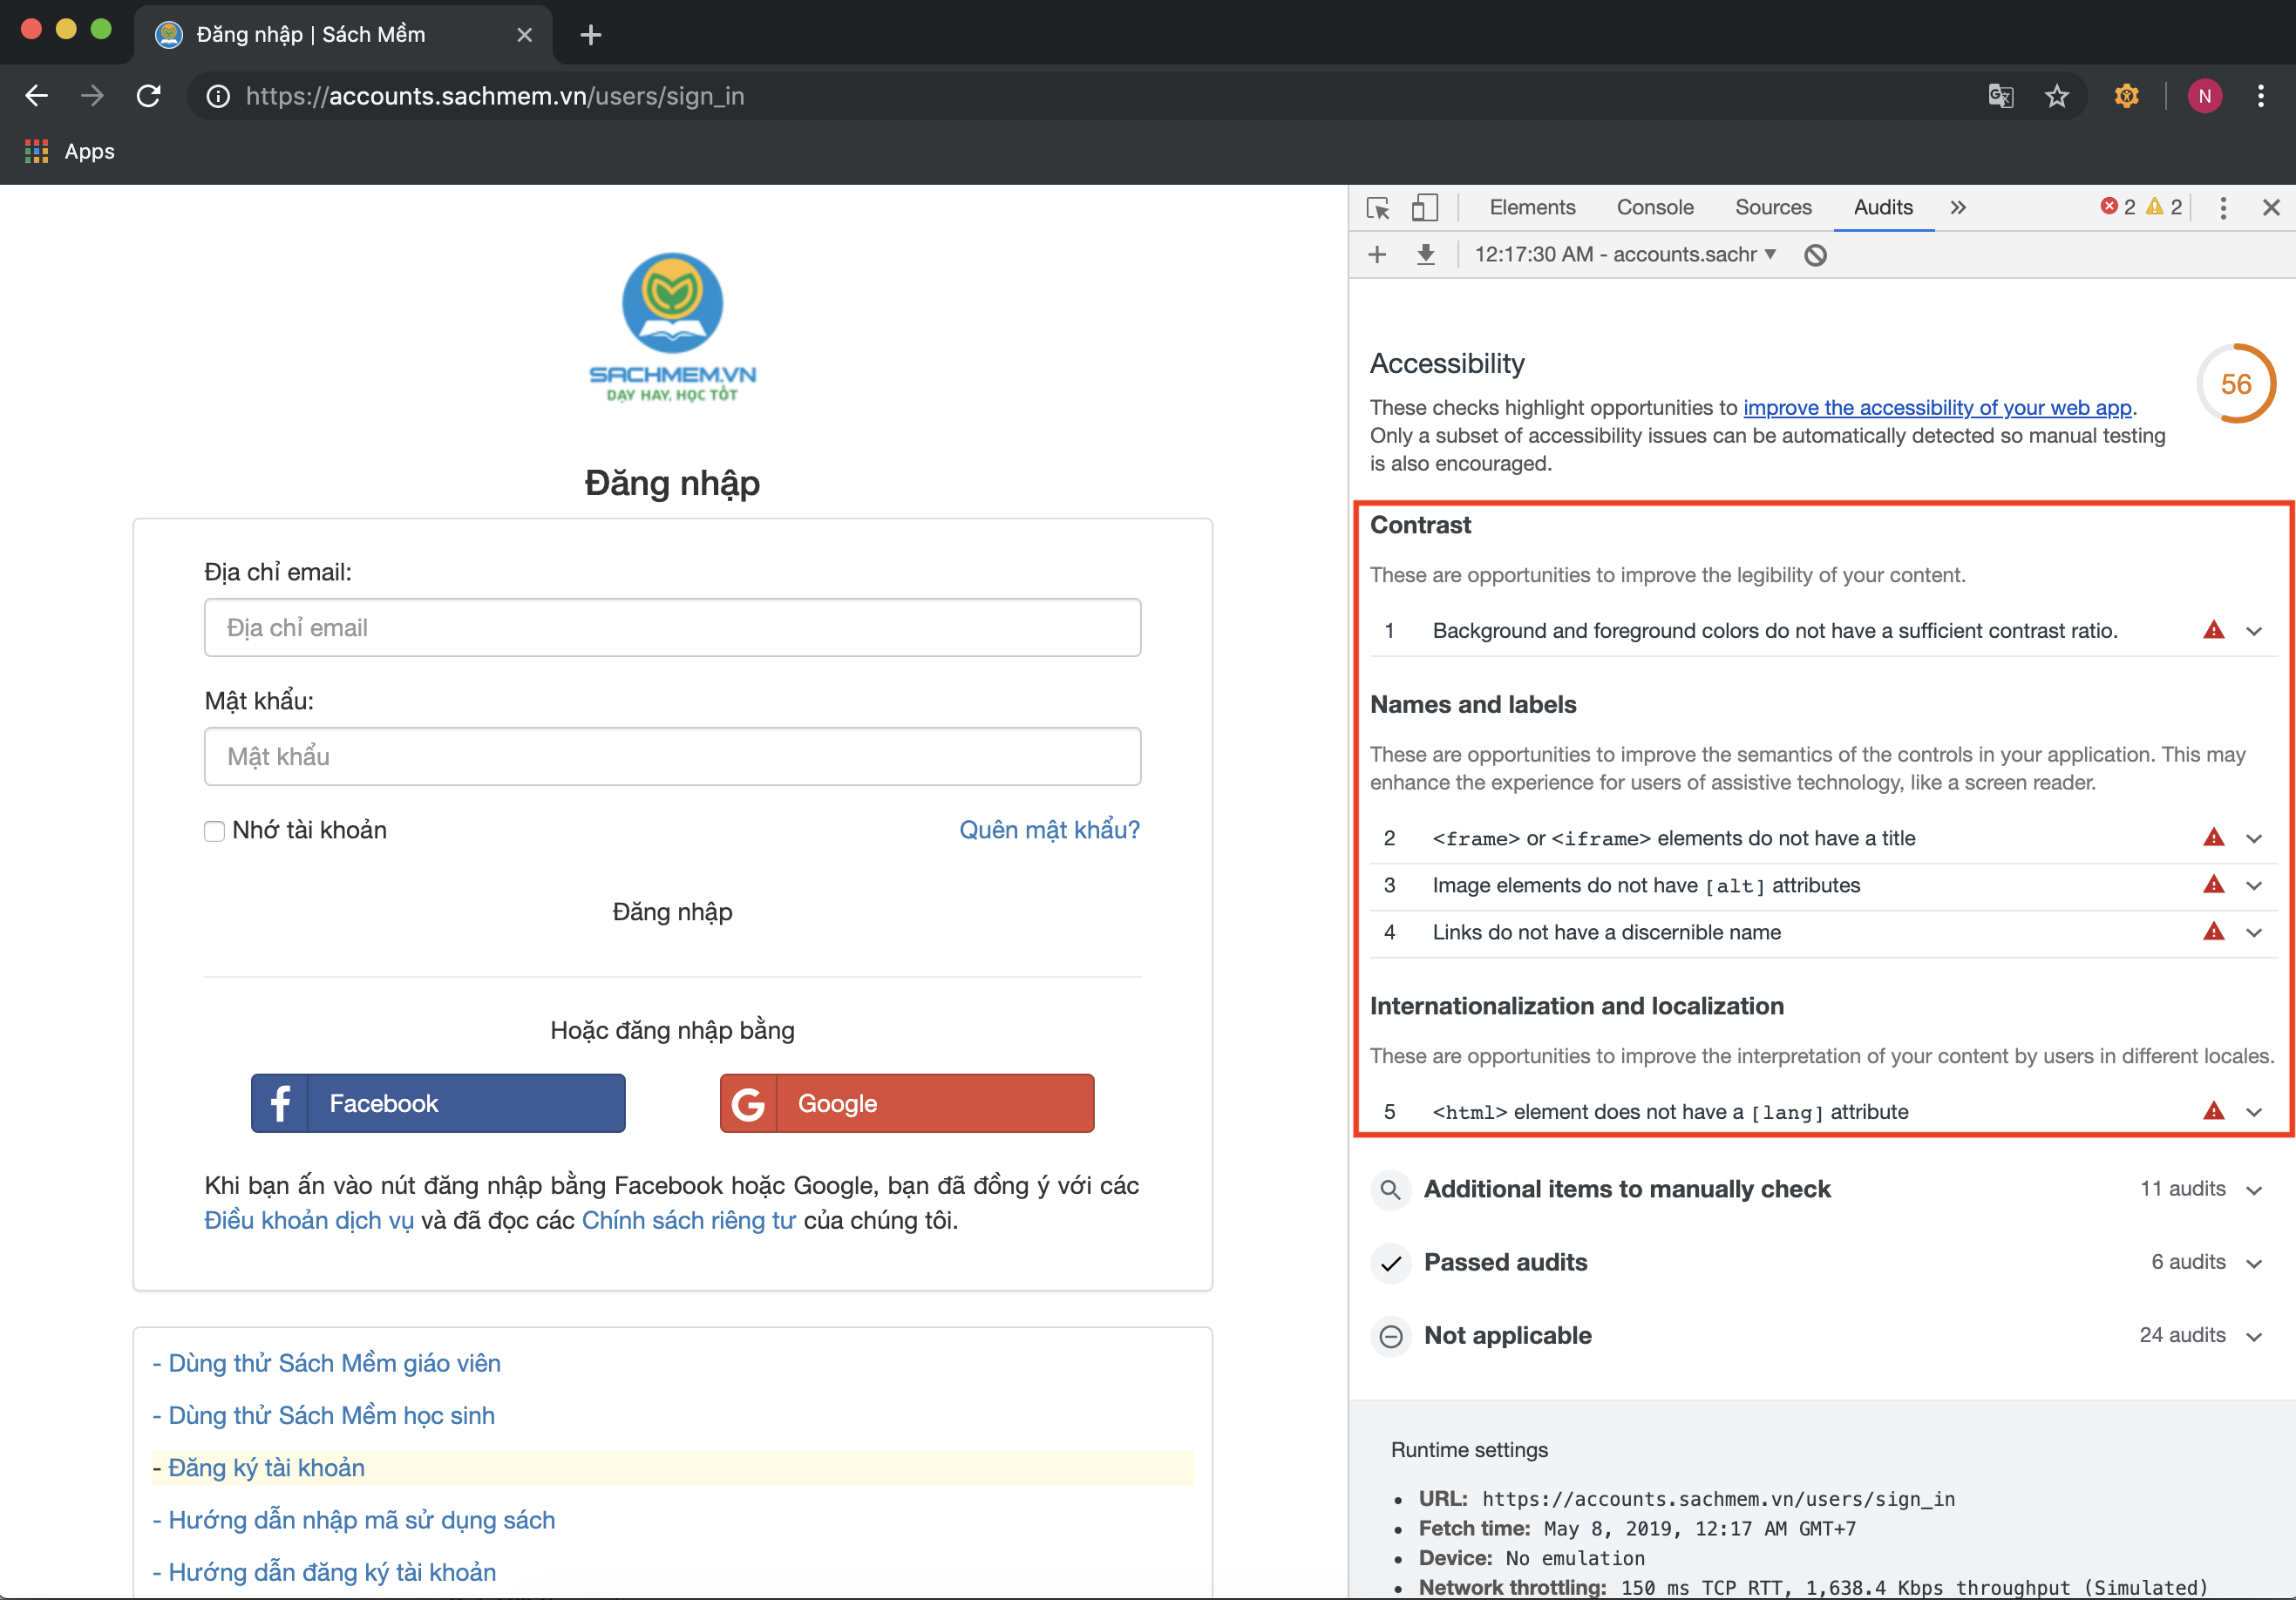 Đăng nhập | Sách Mềm
https://accounts.sachmem.vn/users/sign_in
N
Apps
SACHMEM.VN
DẠY HAY, HỌC TỐT
Đăng nhập
Địa chỉ email:
Địa chỉ email
Mật khẩu:
Mật khẩu
Nhớ tài khoản
Quên mật khẩu?
Đăng nhập
Hoặc đăng nhập bằng
Facebook
Google
Khi bạn ấn vào nút đăng nhập bằng Facebook hoặc Google, bạn đã đồng ý với các
Điều khoản dịch vụ và đã đọc các Chính sách riêng tư của chúng tôi.
- Dùng thử Sách Mềm giáo viên
- Dùng thử Sách Mềm học sinh
- Đăng ký tài khoản
- Hướng dẫn nhập mã sử dụng sách
- Hướng dẫn đăng ký tài khoản
Elements Console Sources Audits » 2 2
12:17:30 AM - accounts.sachr
Accessibility
56
These checks highlight opportunities to improve the accessibility of your web app.
Only a subset of accessibility issues can be automatically detected so manual testing
is also encouraged.
Contrast
These are opportunities to improve the legibility of your content.
1 Background and foreground colors do not have a sufficient contrast ratio.
Names and labels
These are opportunities to improve the semantics of the controls in your application. This may
enhance the experience for users of assistive technology, like a screen reader.
2 <frame> or <iframe> elements do not have a title
3 Image elements do not have [alt] attributes
4 Links do not have a discernible name
Internationalization and localization
These are opportunities to improve the interpretation of your content by users in different locales.
5 <html> element does not have a [lang] attribute
Additional items to manually check 11 audits
Passed audits 6 audits
Not applicable 24 audits
Runtime settings
• URL: https://accounts.sachmem.vn/users/sign_in
• Fetch time: May 8, 2019, 12:17 AM GMT+7
• Device: No emulation
• Network throttling: 150 ms TCP RTT, 1,638.4 Kbps throughput (Simulated)